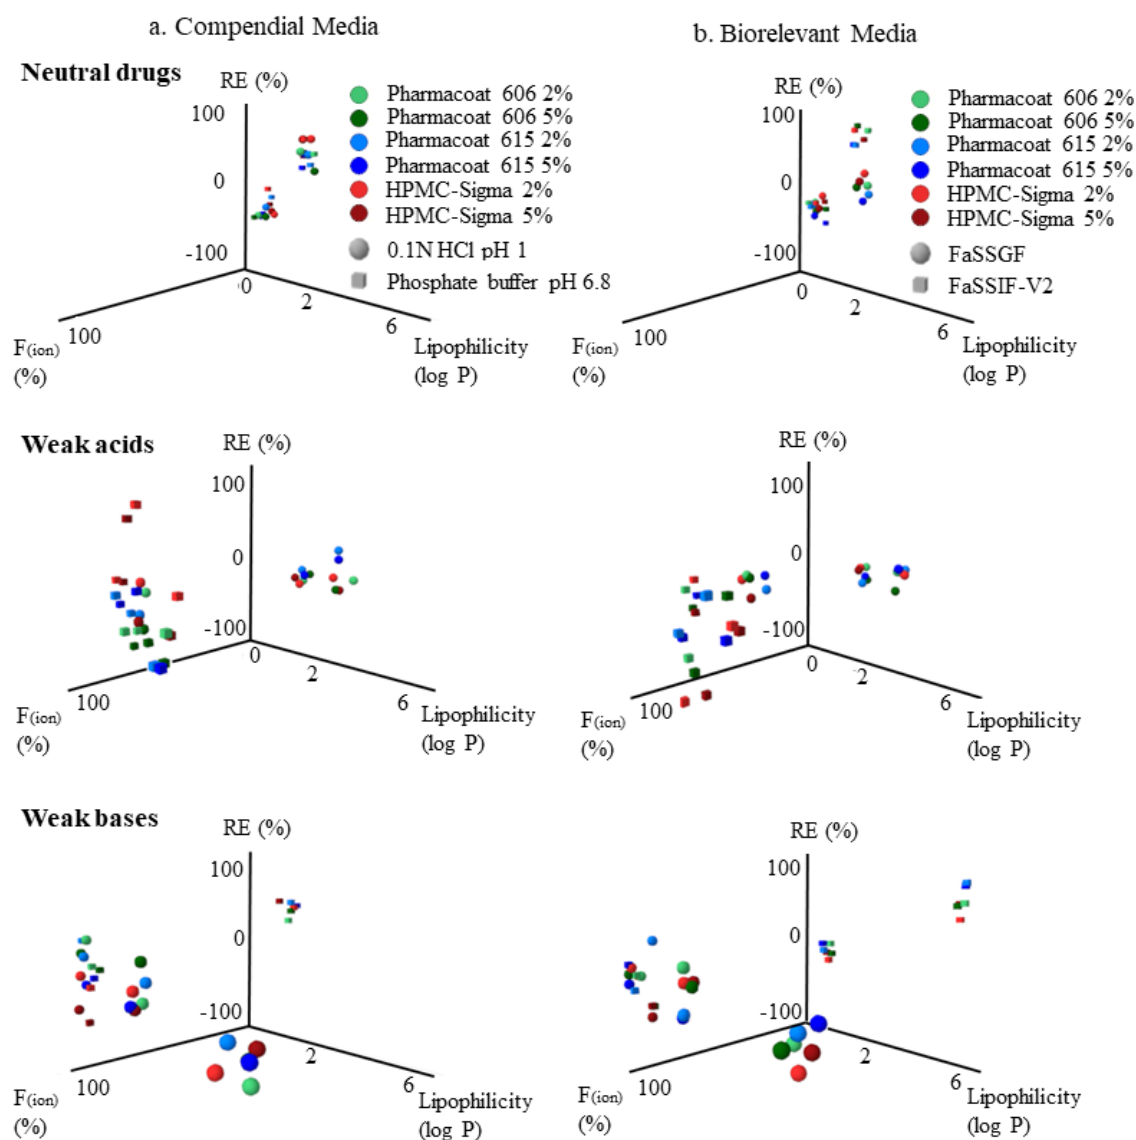 a. Compendial Media
b. Biorelevant Media
Neutral drugs
RE (%)
100
0
-100
0
2
6
100
F(ion)
(%)
Lipophilicity
(log P)
Pharmacoat 606 2%
Pharmacoat 606 5%
Pharmacoat 615 2%
Pharmacoat 615 5%
HPMC-Sigma 2%
HPMC-Sigma 5%
0.1N HCl pH 1
Phosphate buffer pH 6.8
RE (%)
100
0
-100
0
2
6
100
F(ion)
(%)
Lipophilicity
(log P)
Pharmacoat 606 2%
Pharmacoat 606 5%
Pharmacoat 615 2%
Pharmacoat 615 5%
HPMC-Sigma 2%
HPMC-Sigma 5%
FaSSGF
FaSSIF-V2
Weak acids
RE (%)
100
0
-100
0
2
6
100
F(ion)
(%)
Lipophilicity
(log P)
RE (%)
100
0
-100
0
2
6
100
F(ion)
(%)
Lipophilicity
(log P)
Weak bases
RE (%)
100
0
-100
2
6
100
F(ion)
(%)
Lipophilicity
(log P)
RE (%)
100
0
-100
2
6
100
F(ion)
(%)
Lipophilicity
(log P)